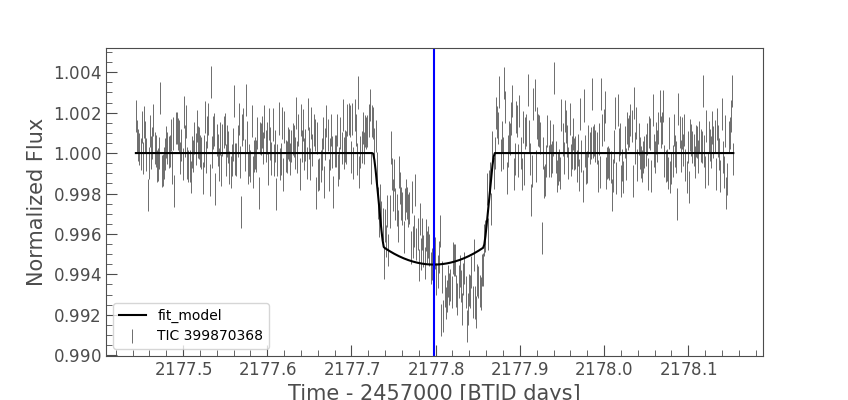 1.004
1.002
1.000
0.998
0.996
0.994
0.992
0.990
Normalized Flux
fit_model
TIC 399870368
2177.5 2177.6 2177.7 2177.8 2177.9 2178.0 2178.1
Time - 2457000 [BTJD days]